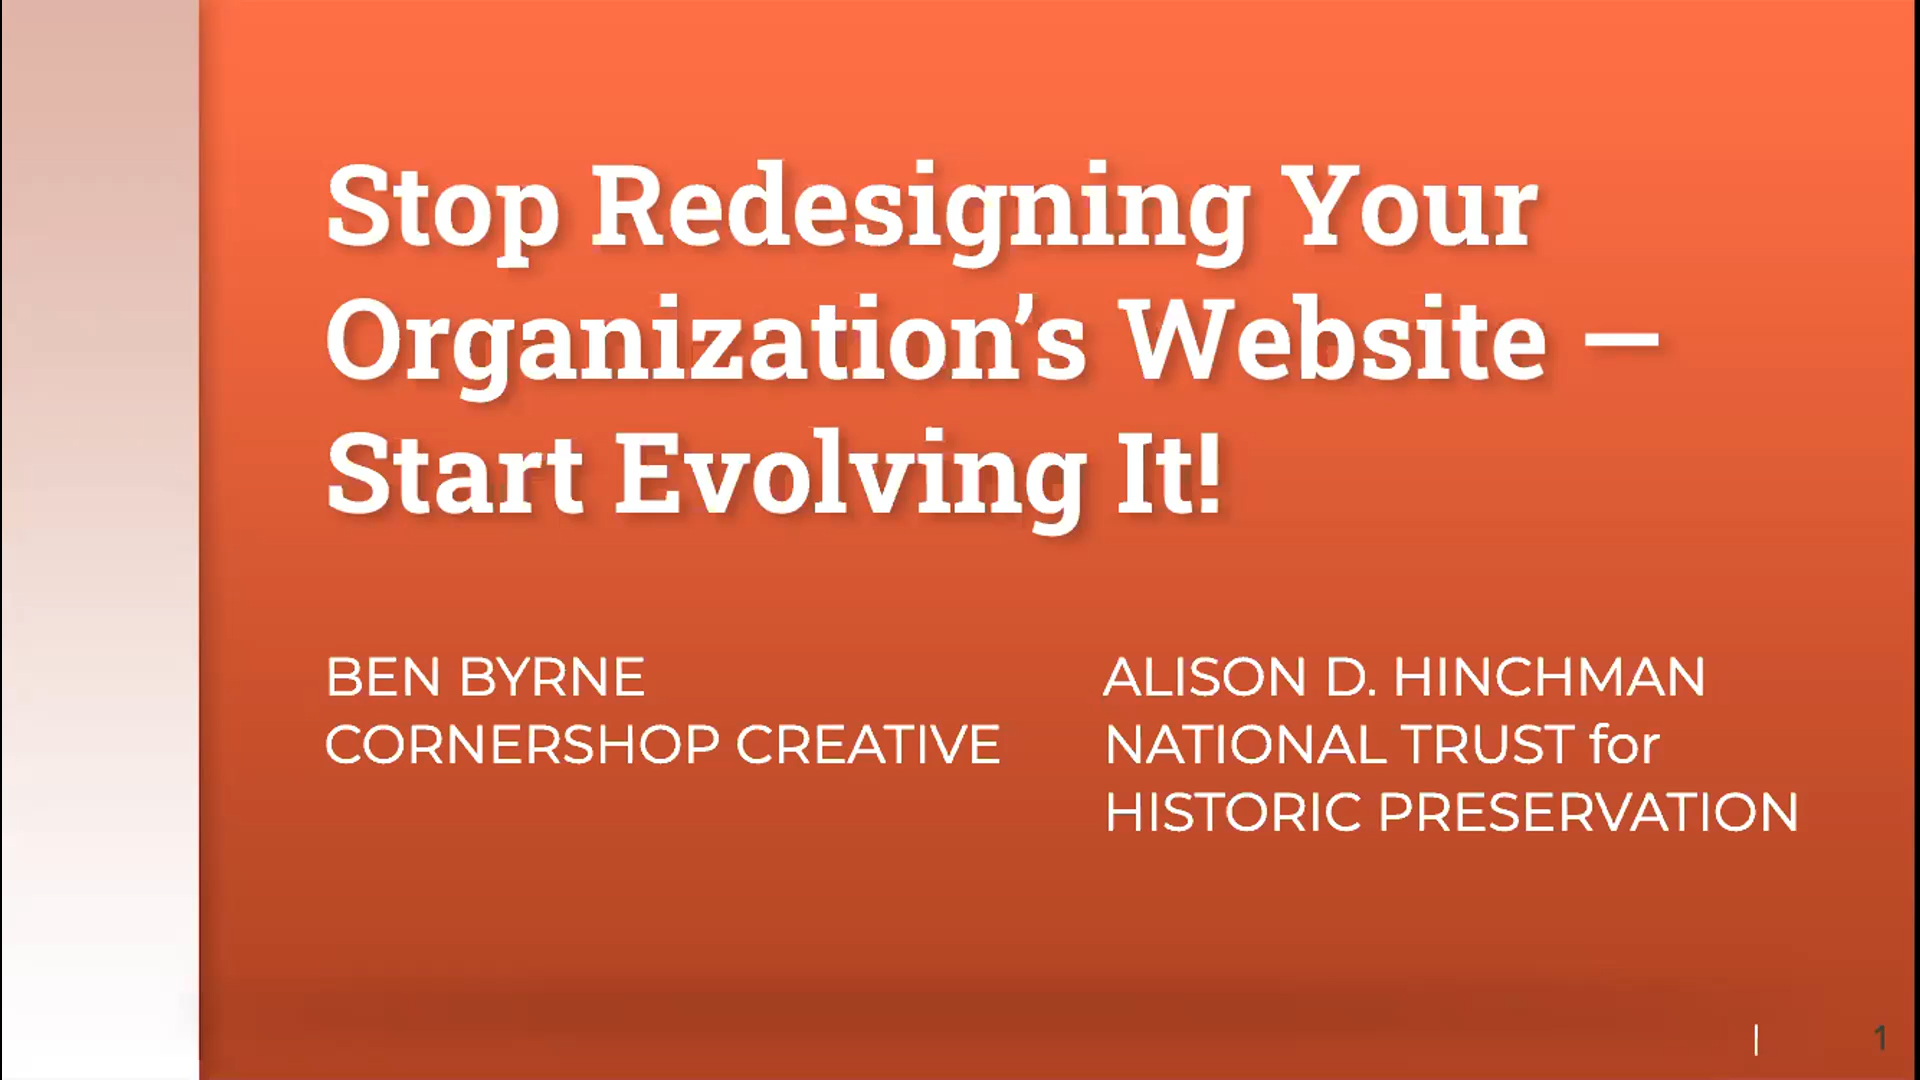 Stop Redesigning Your
Organization’s Website —
Start Evolving It!
BEN BYRNE
CORNERSHOP CREATIVE
ALISON D. HINCHMAN
NATIONAL TRUST for
HISTORIC PRESERVATION
| 1